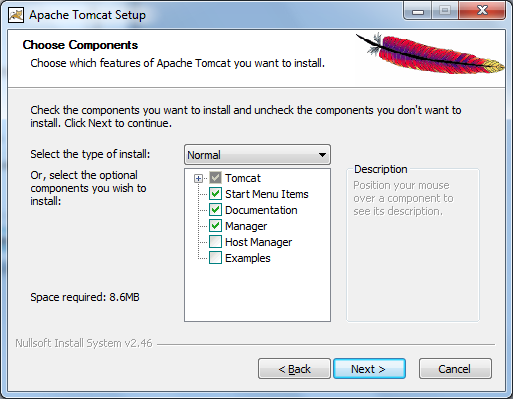 Apache Tomcat Setup
Choose Components
Choose which features of Apache Tomcat you want to install.
Check the components you want to install and uncheck the components you don't want to
install. Click Next to continue.
Select the type of install:
Normal
Or, select the optional
components you wish to
install:
Tomcat
Start Menu Items
Documentation
Manager
Host Manager
Examples
Description
Position your mouse
over a component to
see its description.
Space required: 8.6MB
Nullsoft Install System v2.46
< Back
Next >
Cancel